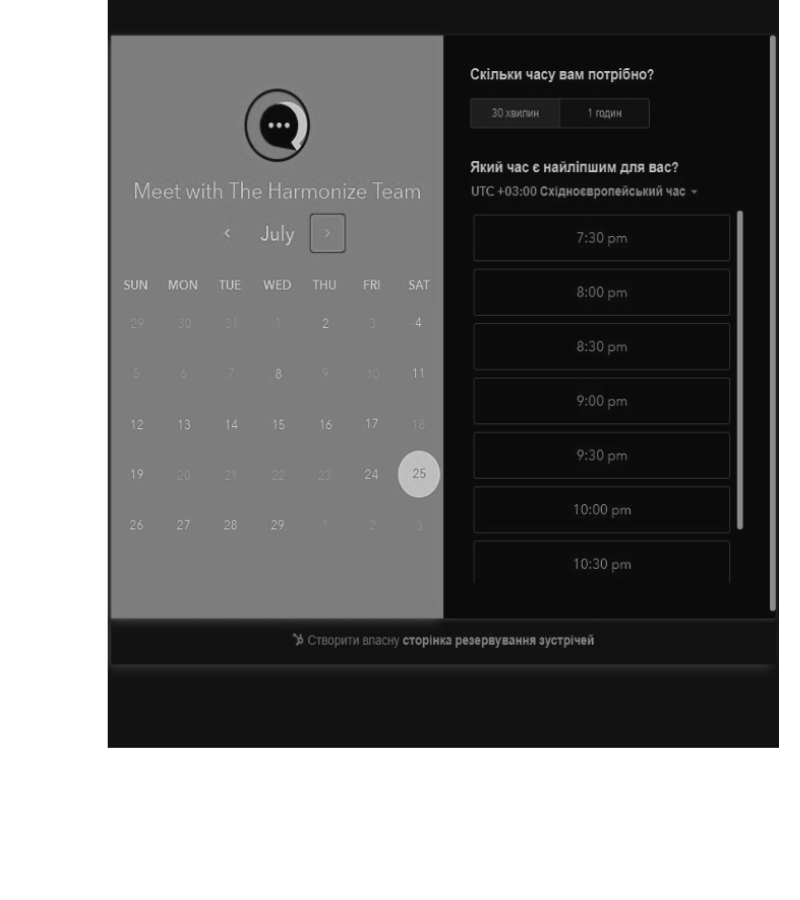 Meet with The Harmonize Team
July
SUN MON TUE WED THU FRI SAT
29 30 31 1 2 3 4
5 6 7 8 9 10 11
12 13 14 15 16 17 18
19 20 21 22 23 24 25
26 27 28 29 1 2 3
Скільки часу вам потрібно?
30 хвилин 1 годин
Який час є найліпшим для вас?
UTC +03:00 Східноєвропейський час
7:30 pm
8:00 pm
8:30 pm
9:00 pm
9:30 pm
10:00 pm
10:30 pm
Створити власну сторінка резервування зустрічей